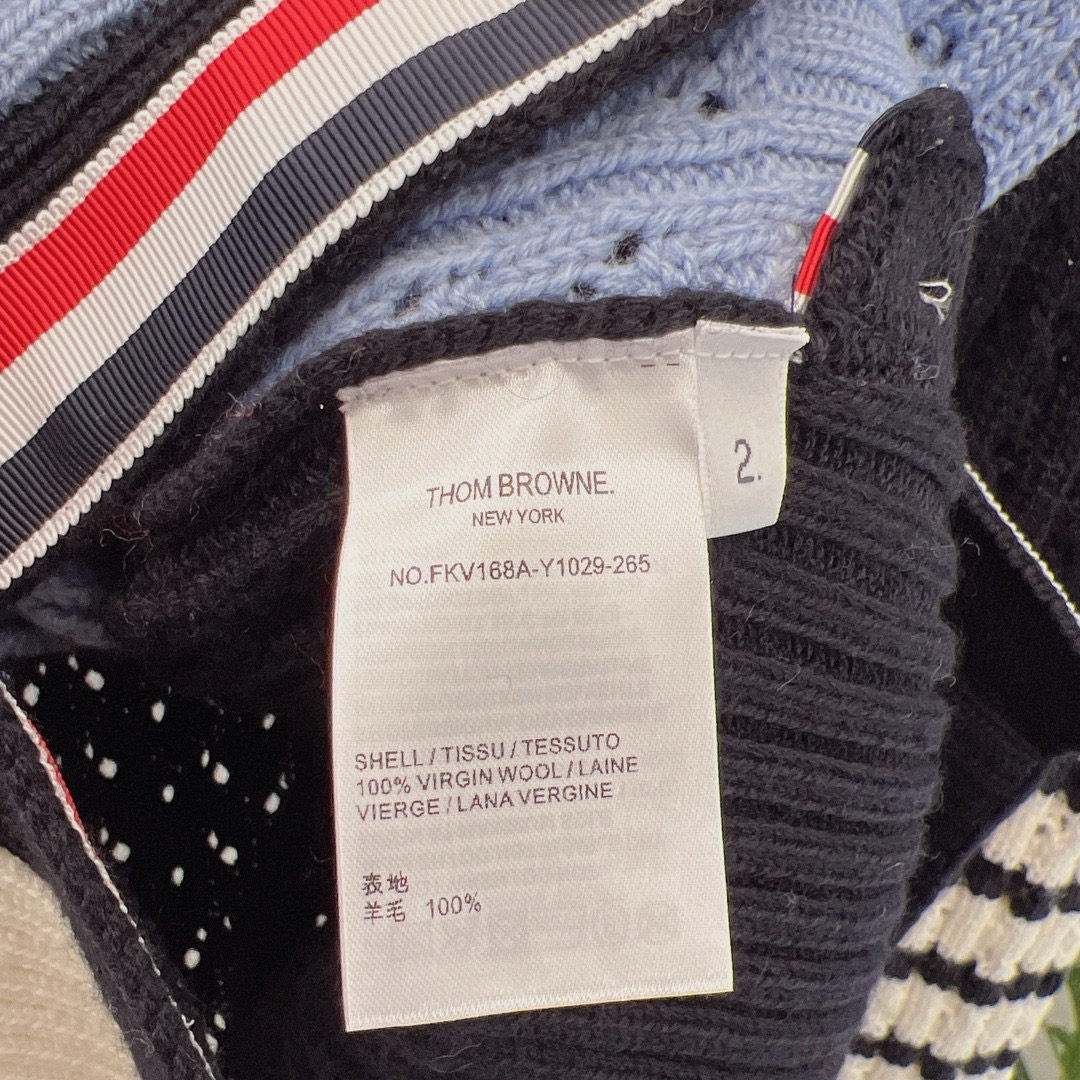 THOM BROWNE.
NEW YORK
NO.FKV168A-Y1029-265
SHELL / TISSU / TESSUTO
100% VIRGIN WOOL / LAINE
VIERGE / LANA VERGINE
表地
羊毛 100%
2.